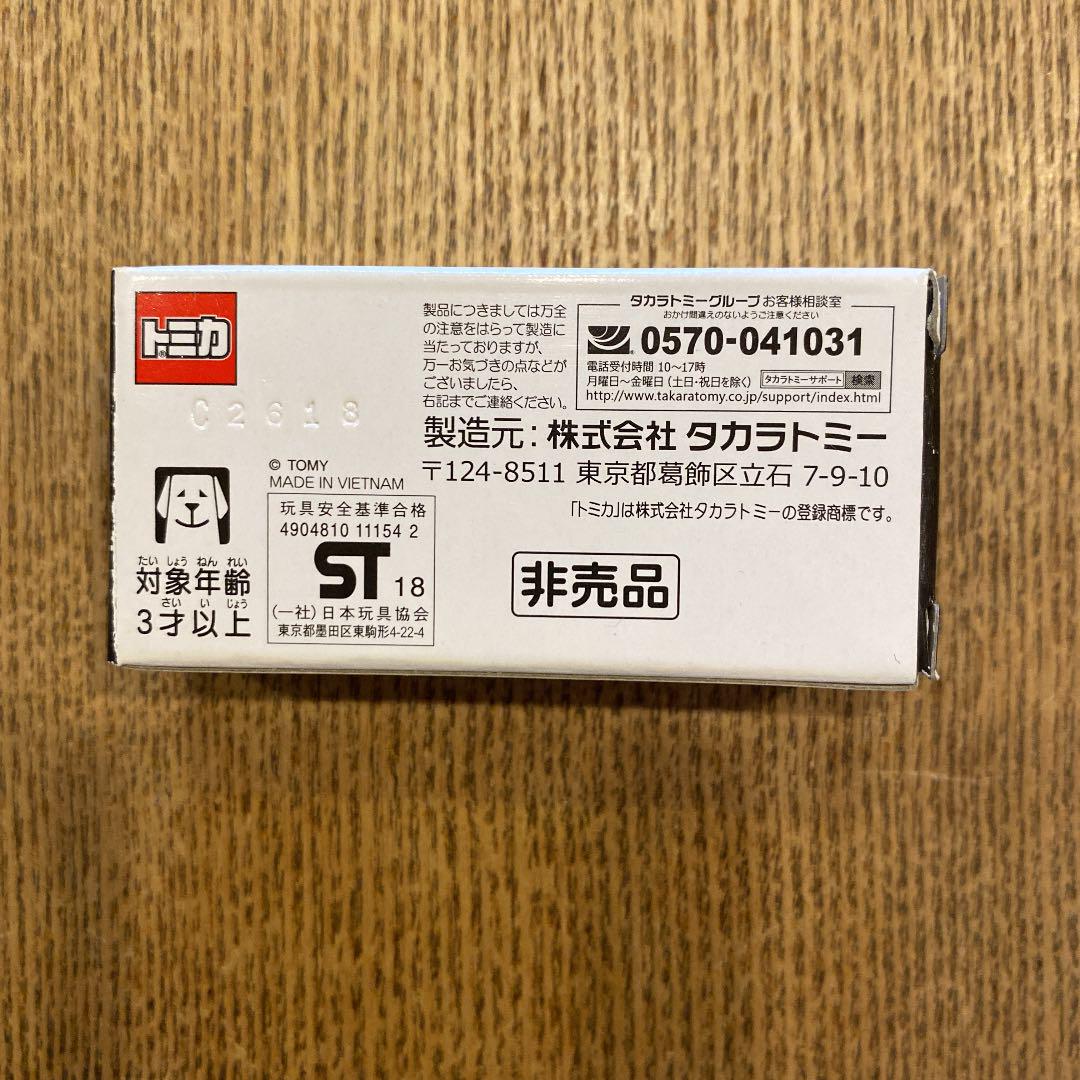 トミカ®
C2618
製品につきましては万全
の注意をはらって製造に
当たっておりますが、
万一お気づきの点などが
ございましたら、
右記までご連絡ください。
タカラトミーグループ お客様相談室
おかけ間違えのないようご注意ください
0570-041031
電話受付時間 10〜17時
月曜日〜金曜日 (土日・祝日を除く) タカラトミーサポート 検索
http://www.takaratomy.co.jp/support/index.html
製造元: 株式会社 タカラトミー
〒124-8511 東京都葛飾区立石 7-9-10
「トミカ」は株式会社タカラトミーの登録商標です。
© TOMY
MADE IN VIETNAM
玩具安全基準合格
4904810 11154 2
ST 18
(一社)日本玩具協会
東京都墨田区東駒形4-22-4
たい しょう ねん れい
対象年齢
さい い じょう
3才以上
非売品